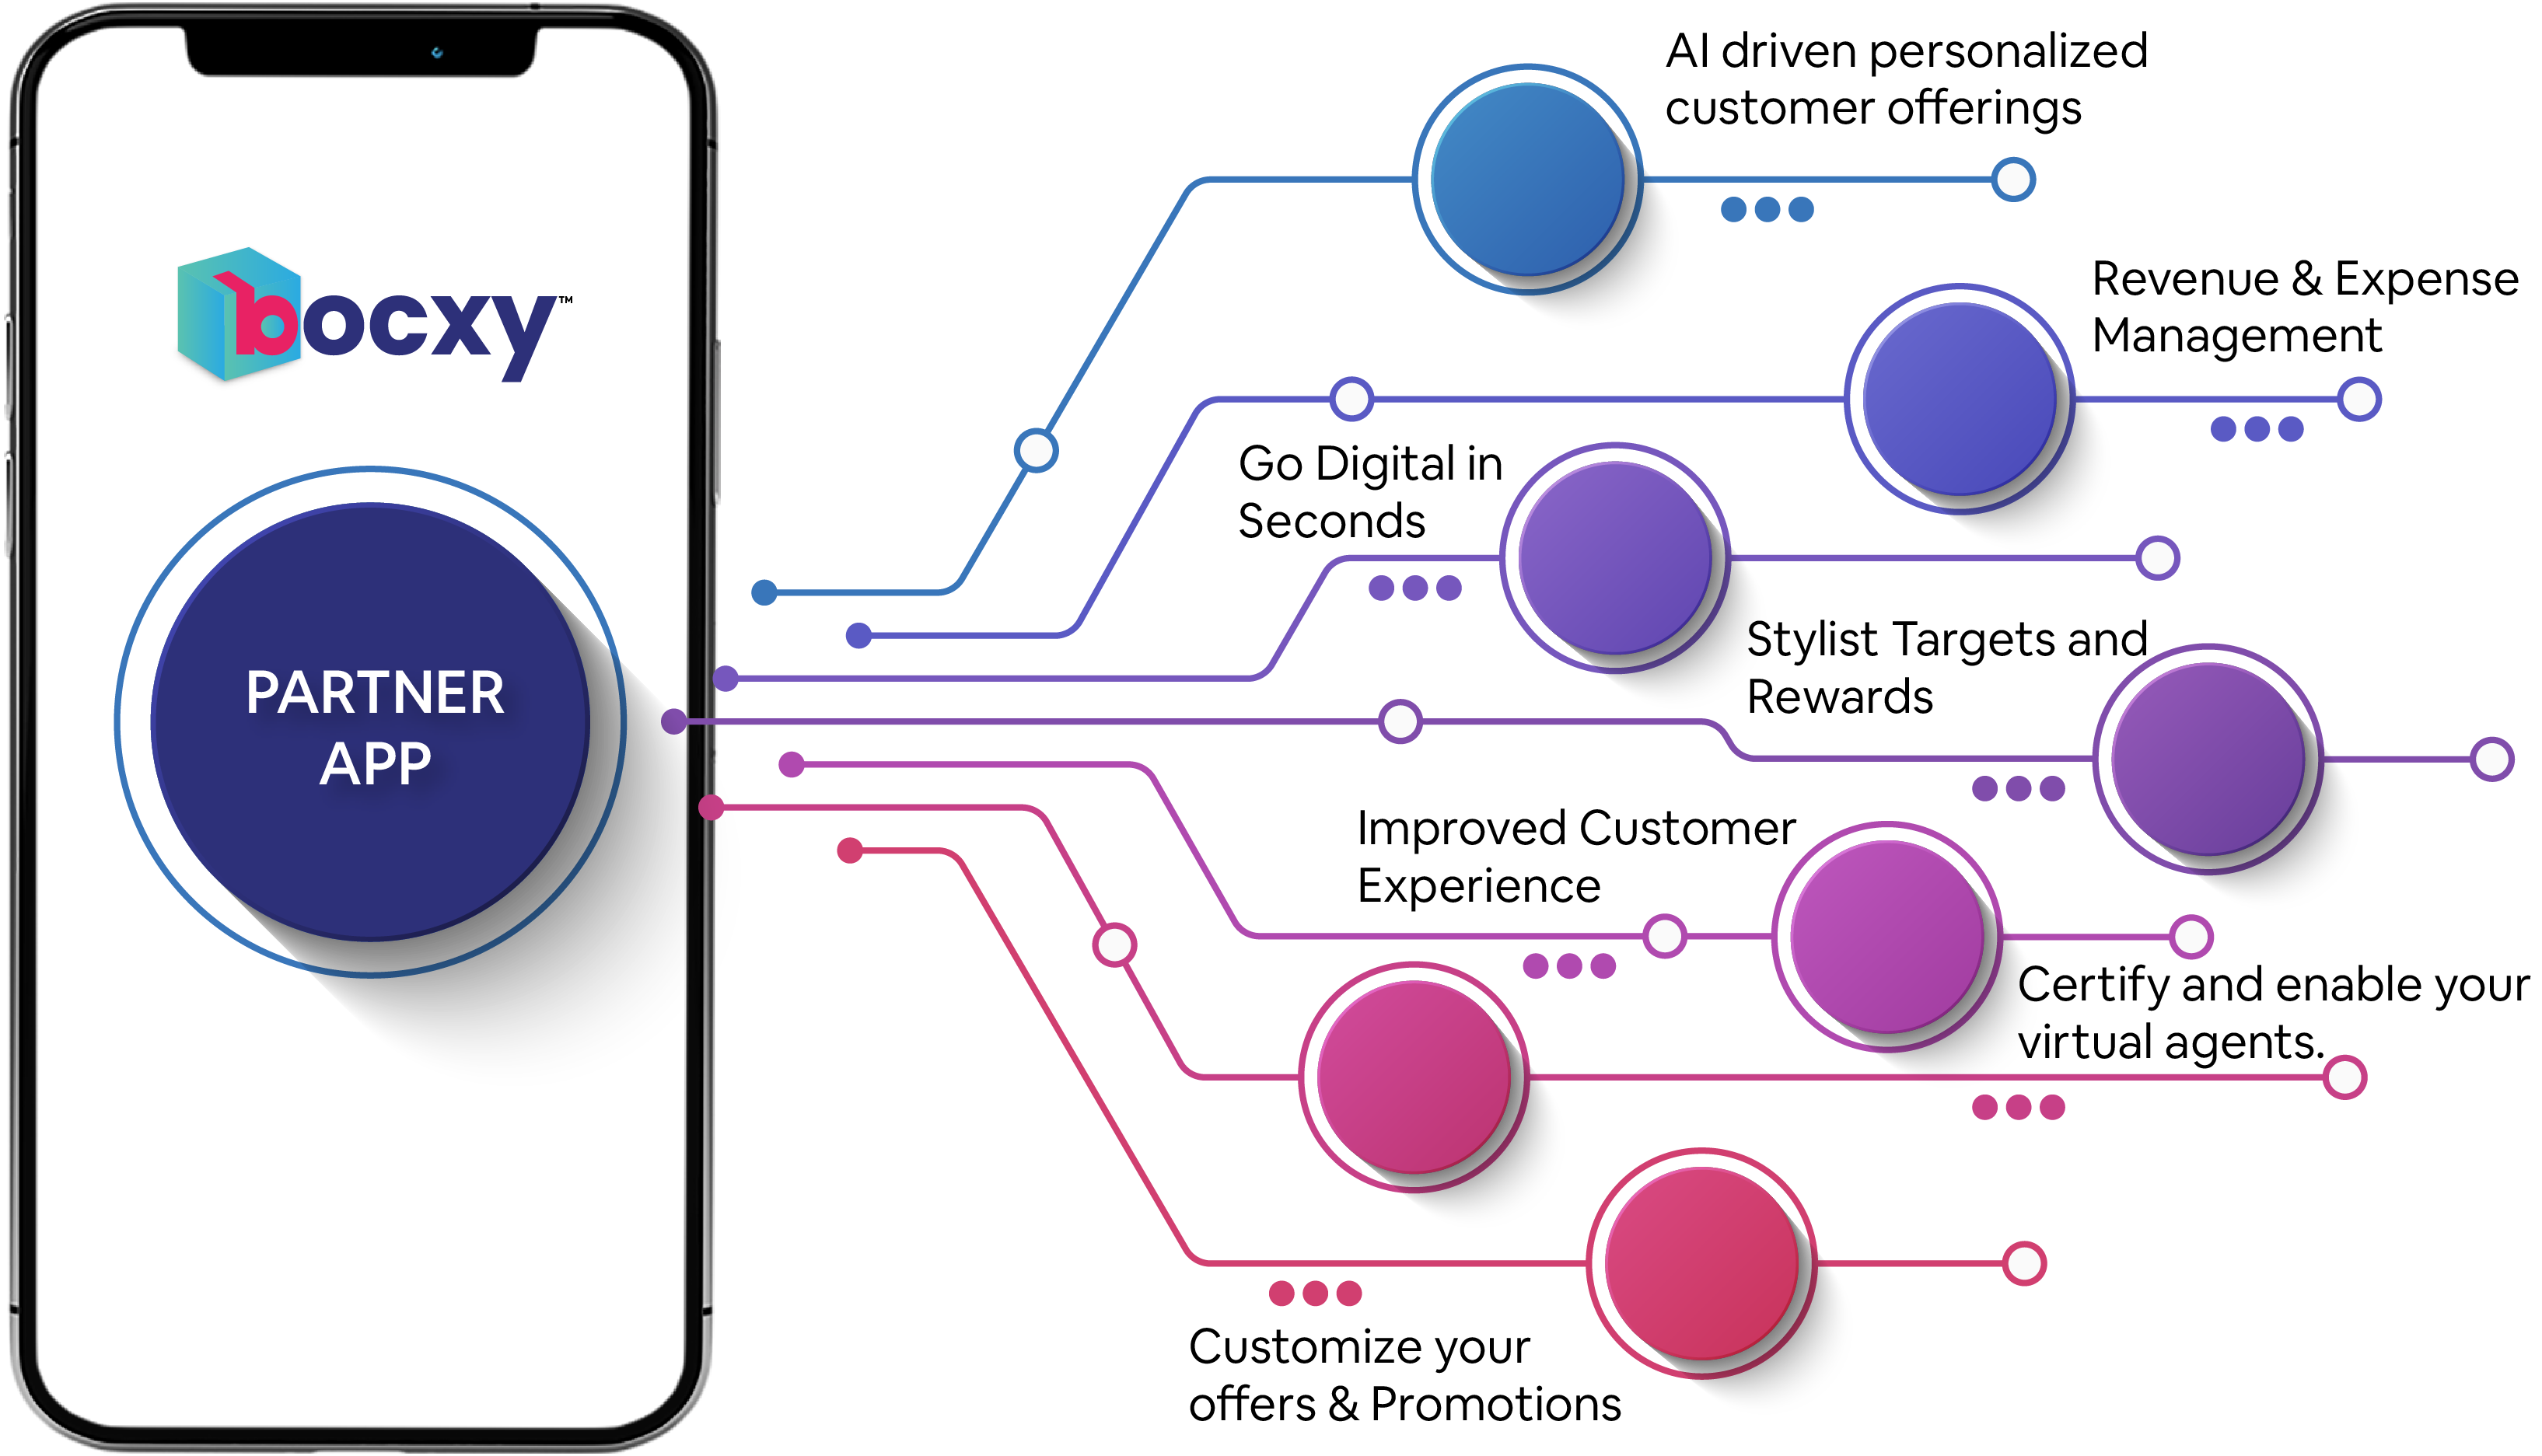 bocxy™
PARTNER
APP
AI driven personalized
customer offerings
Revenue & Expense
Management
Go Digital in
Seconds
Stylist Targets and
Rewards
Improved Customer
Experience
Certify and enable your
virtual agents.
Customize your
offers & Promotions